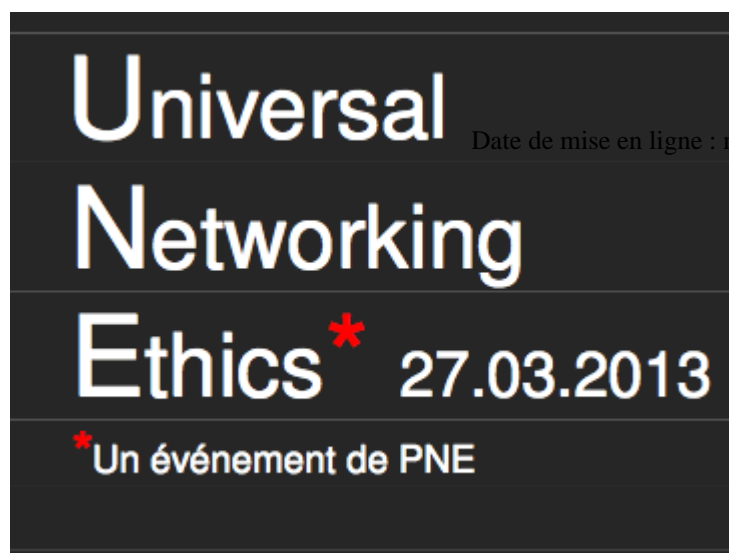 Universal
Date de mise en ligne :
Networking
Ethics* 27.03.2013
*Un événement de PNE